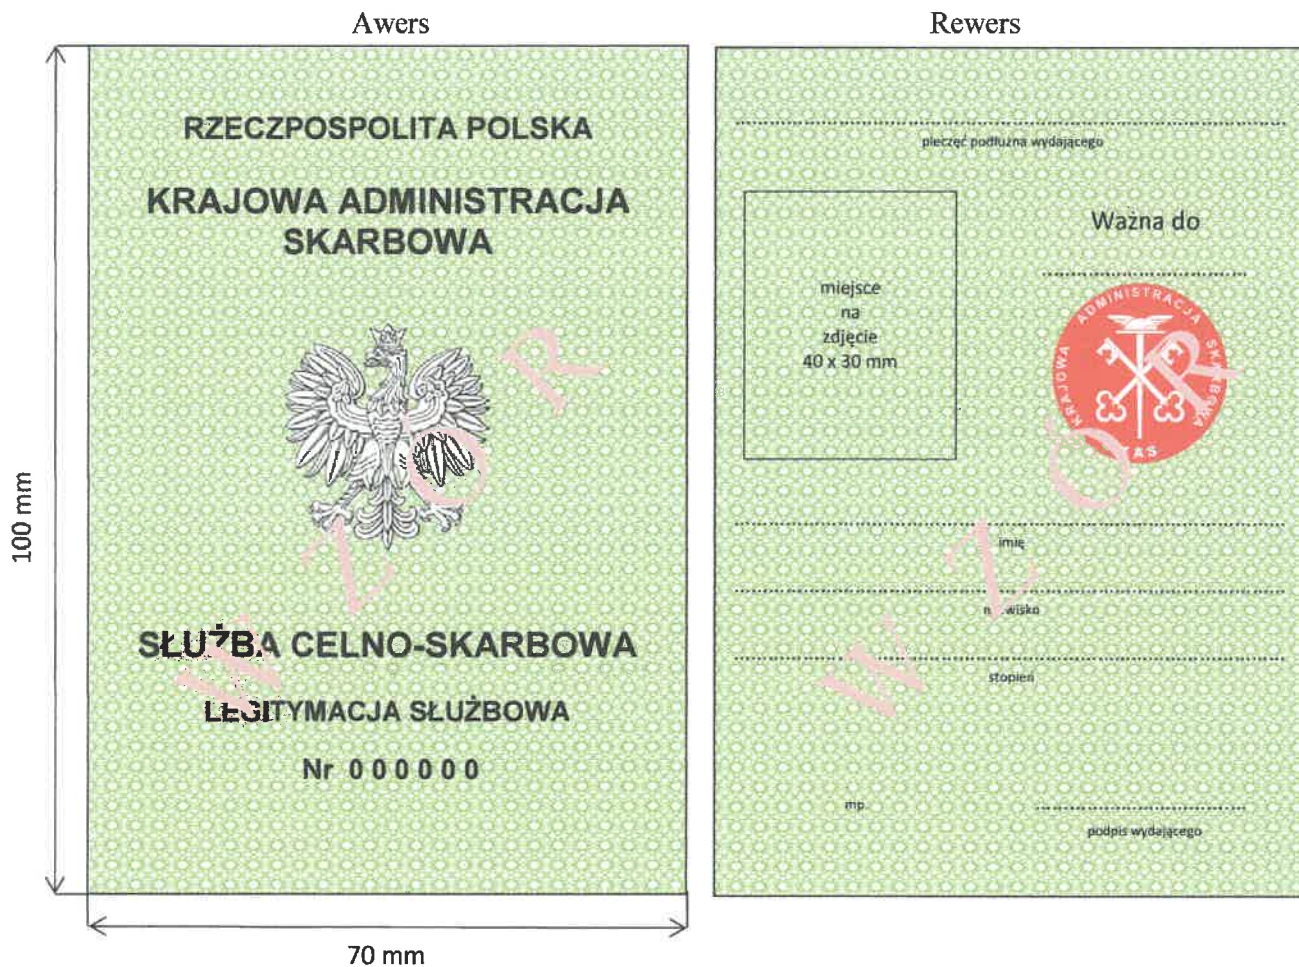 Awers
RZECZPOSPOLITA POLSKA
KRAJOWA ADMINISTRACJA
SKARBOWA
WZÓR
SŁUŻBA CELNO-SKARBOWA
LEGITYMACJA SŁUŻBOWA
Nr 000000
100 mm
70 mm
Rewers
pieczęć podłużna wydającego
miejsce
na
zdjęcie
40 x 30 mm
Ważna do
KRAJOWA ADMINISTRACJA SKARBOWA
WZÓR
imię
stopień
mp.
podpis wydającego